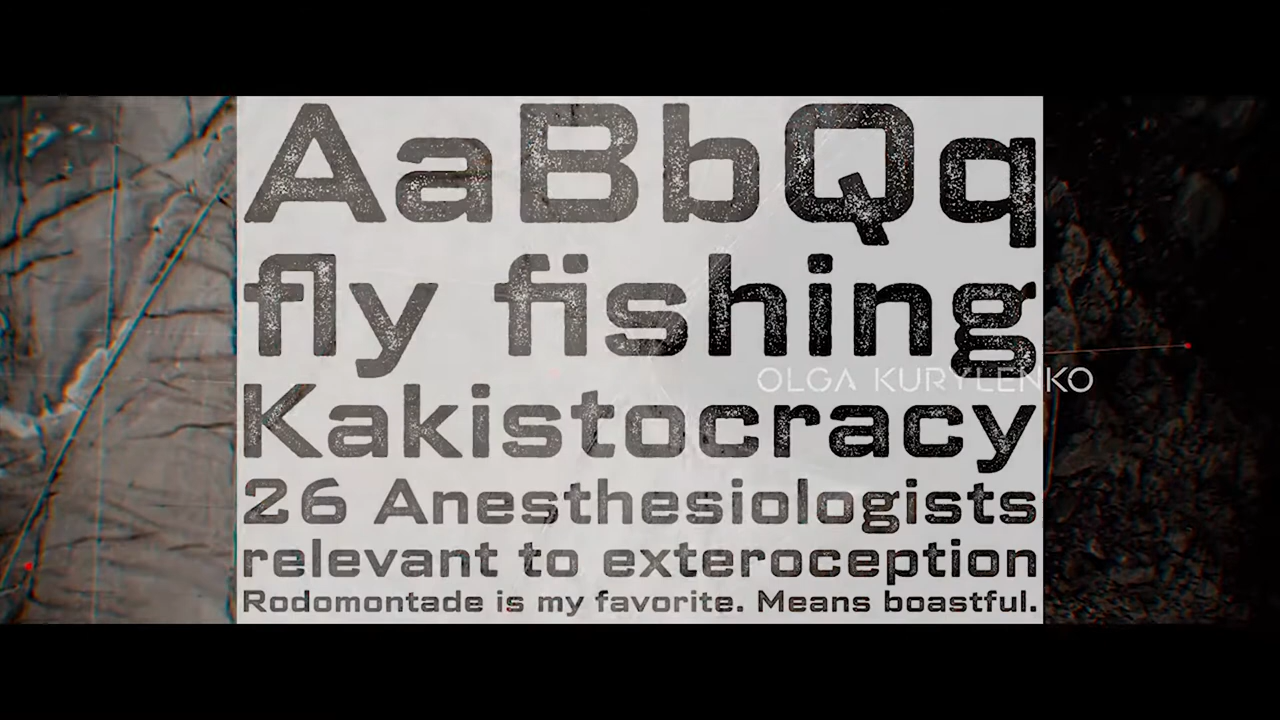 AaBbQq
fly fishing
OLGA KURYLENKO
Kakistocracy
26 Anesthesiologists
relevant to exteroception
Rodomontade is my favorite. Means boastful.